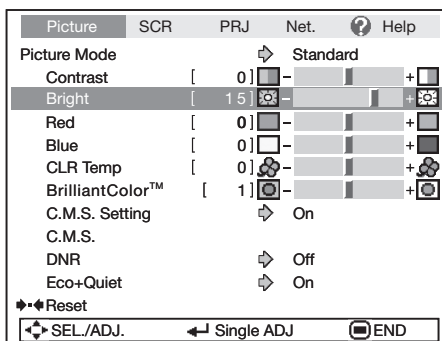 Picture SCR PRJ Net. Help
Picture Mode Standard
Contrast [ 0] - +
Bright [ 15] - +
Red [ 0] - +
Blue [ 0] - +
CLR Temp [ 0] - +
BrilliantColor™ [ 1] - +
C.M.S. Setting On
C.M.S.
DNR Off
Eco+Quiet On
Reset
SEL./ADJ. Single ADJ END